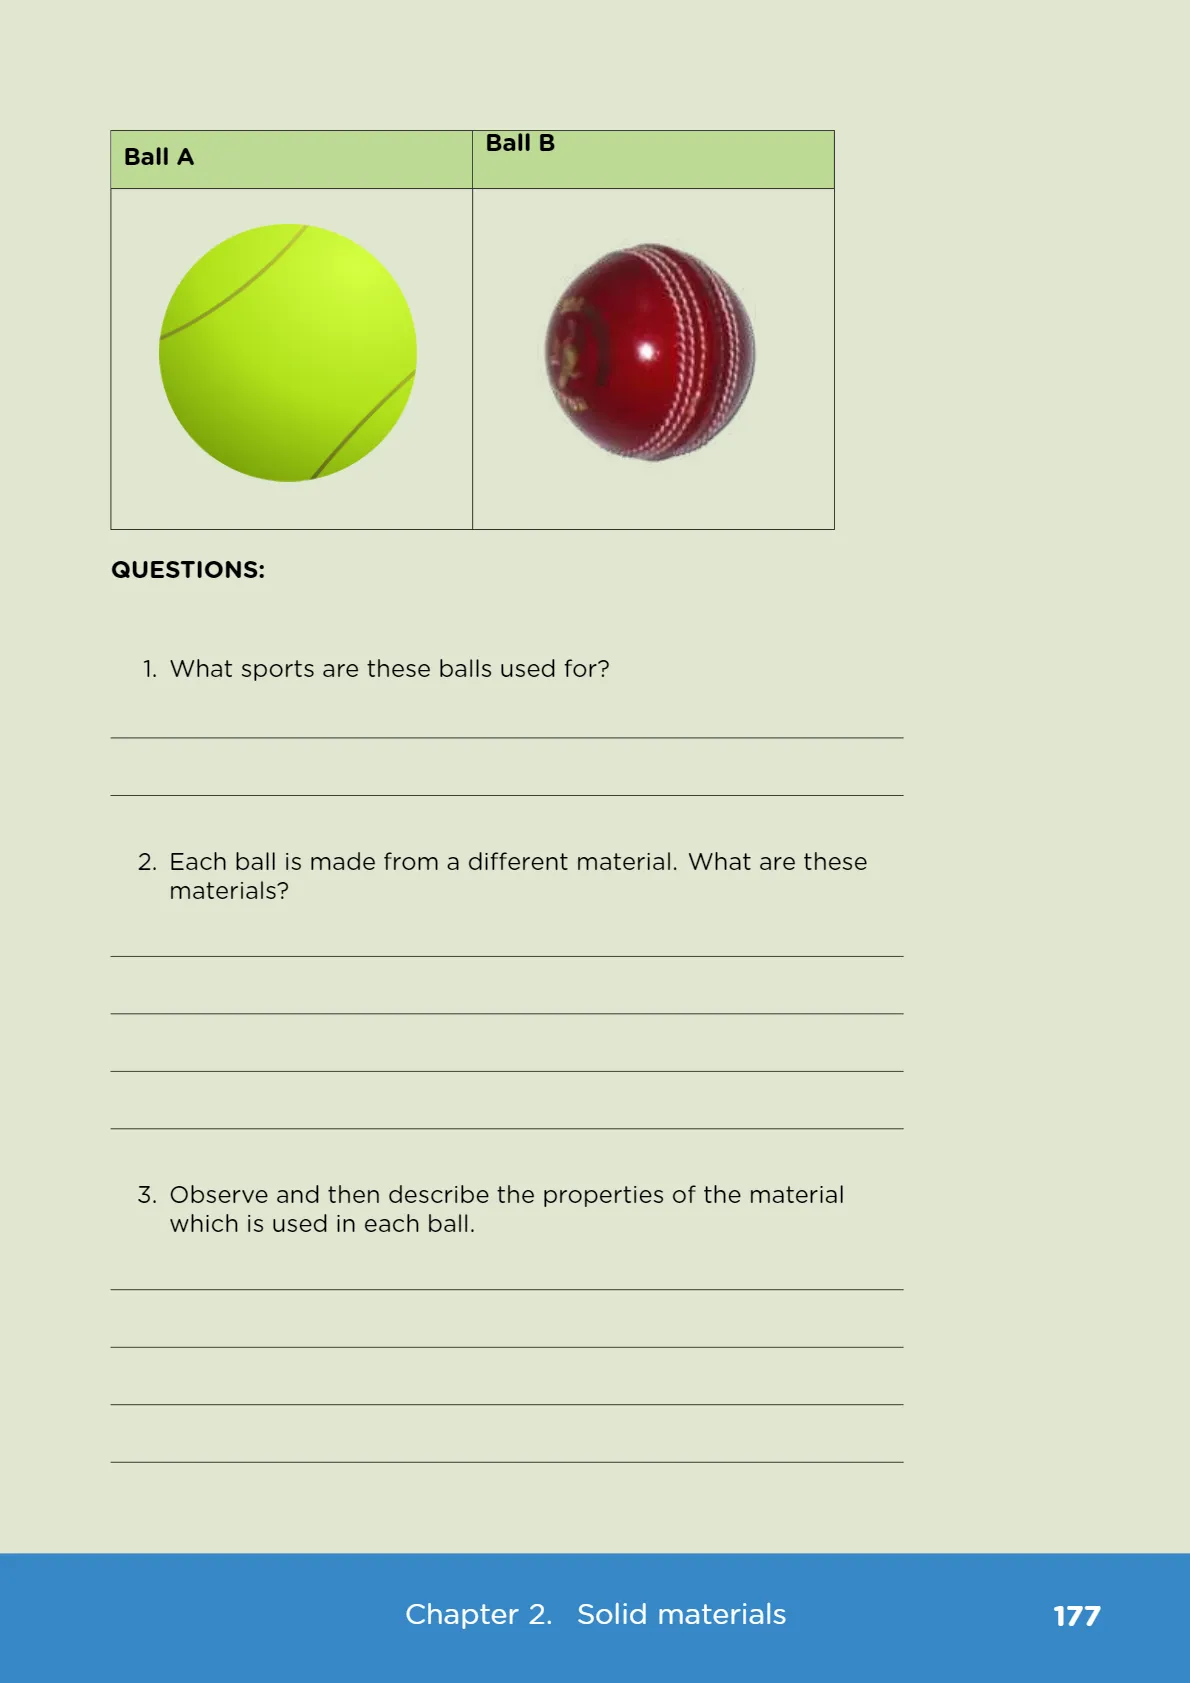 Ball A
Ball B
QUESTIONS:
1. What sports are these balls used for?
2. Each ball is made from a different material. What are these
materials?
3. Observe and then describe the properties of the material
which is used in each ball.
Chapter 2. Solid materials
177